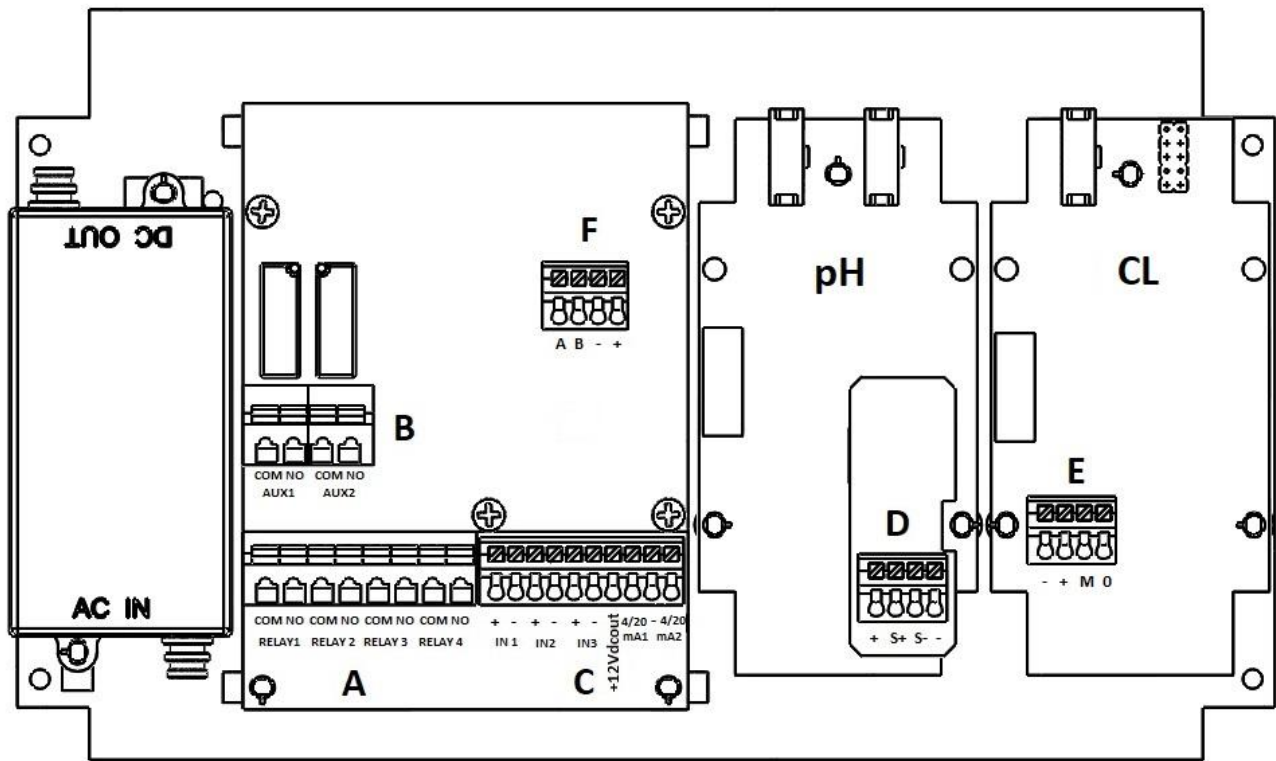 DC OUT
AC IN
F
A B - +
B
COM NO COM NO
AUX1 AUX2
COM NO COM NO COM NO COM NO
RELAY1 RELAY 2 RELAY 3 RELAY 4
A
+ - + - + - 4/20 - 4/20
IN 1 IN2 IN3 mA1 mA2
+12Vdcout
C
pH
D
+ S+ S- -
CL
E
- + M 0